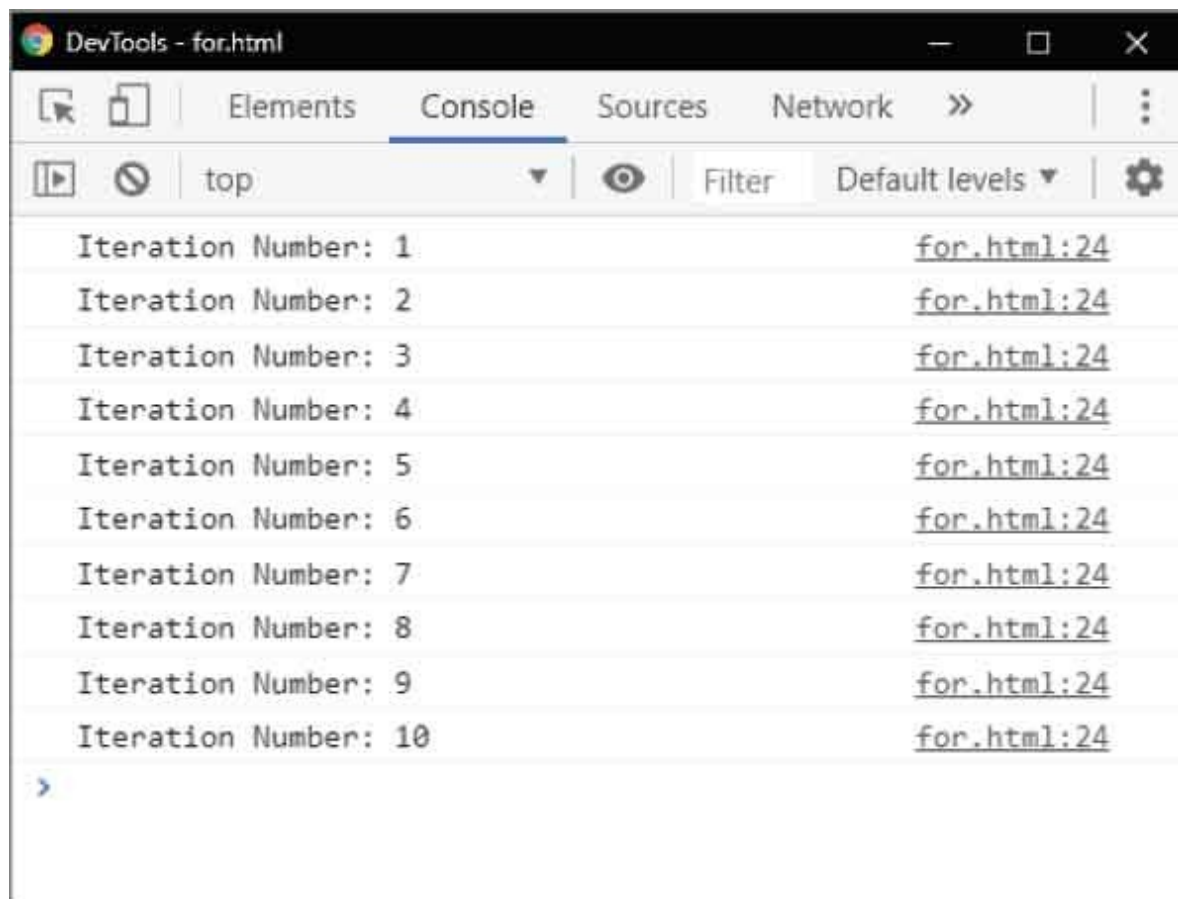 DevTools - for.html
Elements Console Sources Network »
top Filter Default levels
Iteration Number: 1 for.html:24
Iteration Number: 2 for.html:24
Iteration Number: 3 for.html:24
Iteration Number: 4 for.html:24
Iteration Number: 5 for.html:24
Iteration Number: 6 for.html:24
Iteration Number: 7 for.html:24
Iteration Number: 8 for.html:24
Iteration Number: 9 for.html:24
Iteration Number: 10 for.html:24
>